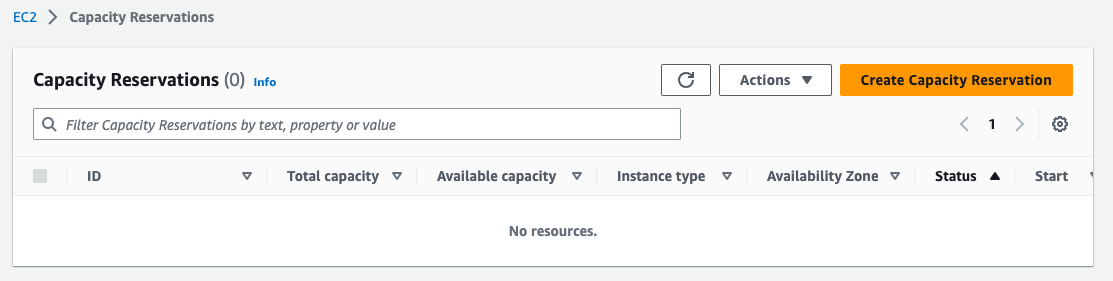 EC2 Capacity Reservations
Capacity Reservations (0) Info Actions Create Capacity Reservation
Filter Capacity Reservations by text, property or value 1
ID Total capacity Available capacity Instance type Availability Zone Status Start
No resources.